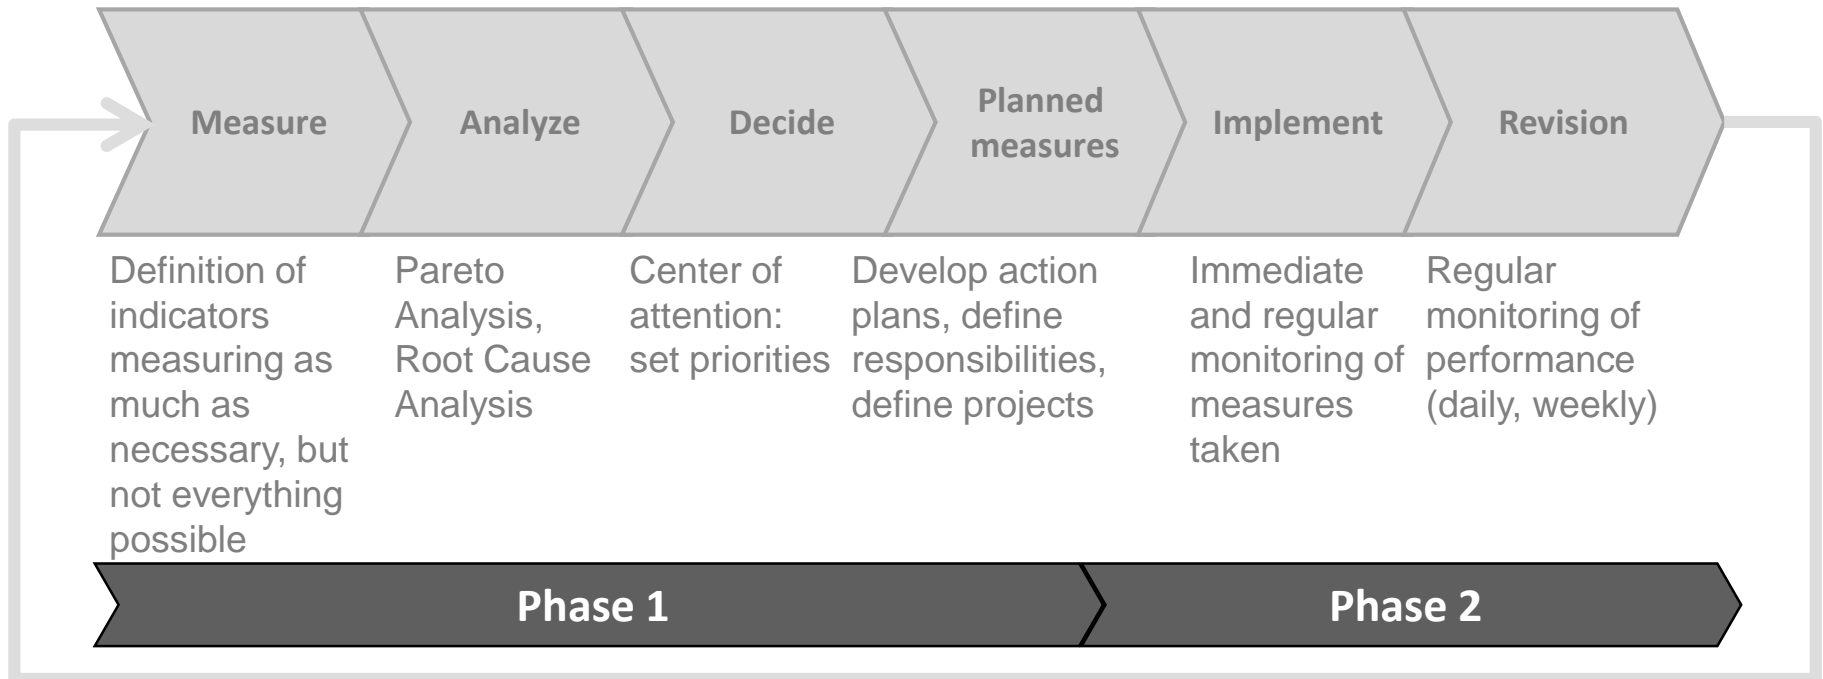 Measure
Analyze
Decide
Planned
measures
Implement
Revision
Definition of
indicators
measuring as
much as
necessary, but
not everything
possible
Pareto
Analysis,
Root Cause
Analysis
Center of
attention:
set priorities
Develop action
plans, define
responsibilities,
define projects
Immediate
and regular
monitoring of
measures
taken
Regular
monitoring of
performance
(daily, weekly)
Phase 1
Phase 2